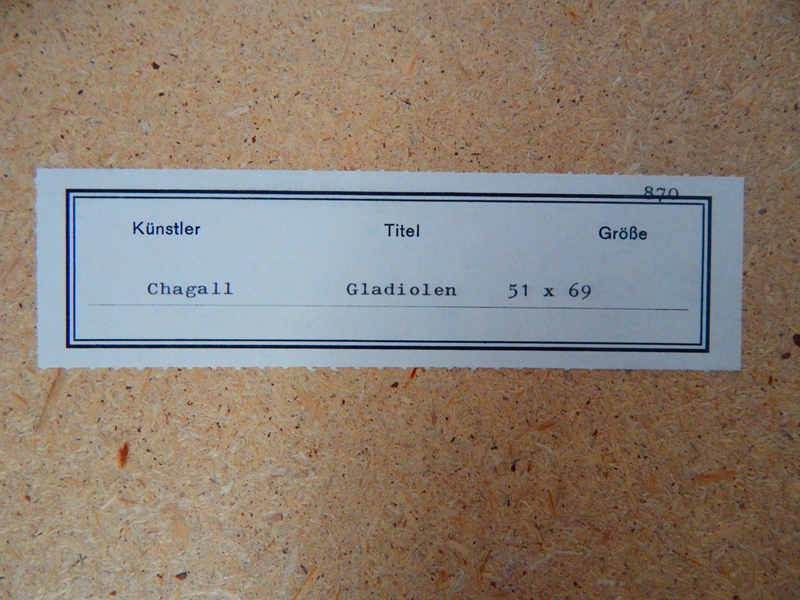 870
Künstler Titel Größe
Chagall Gladiolen 51 x 69